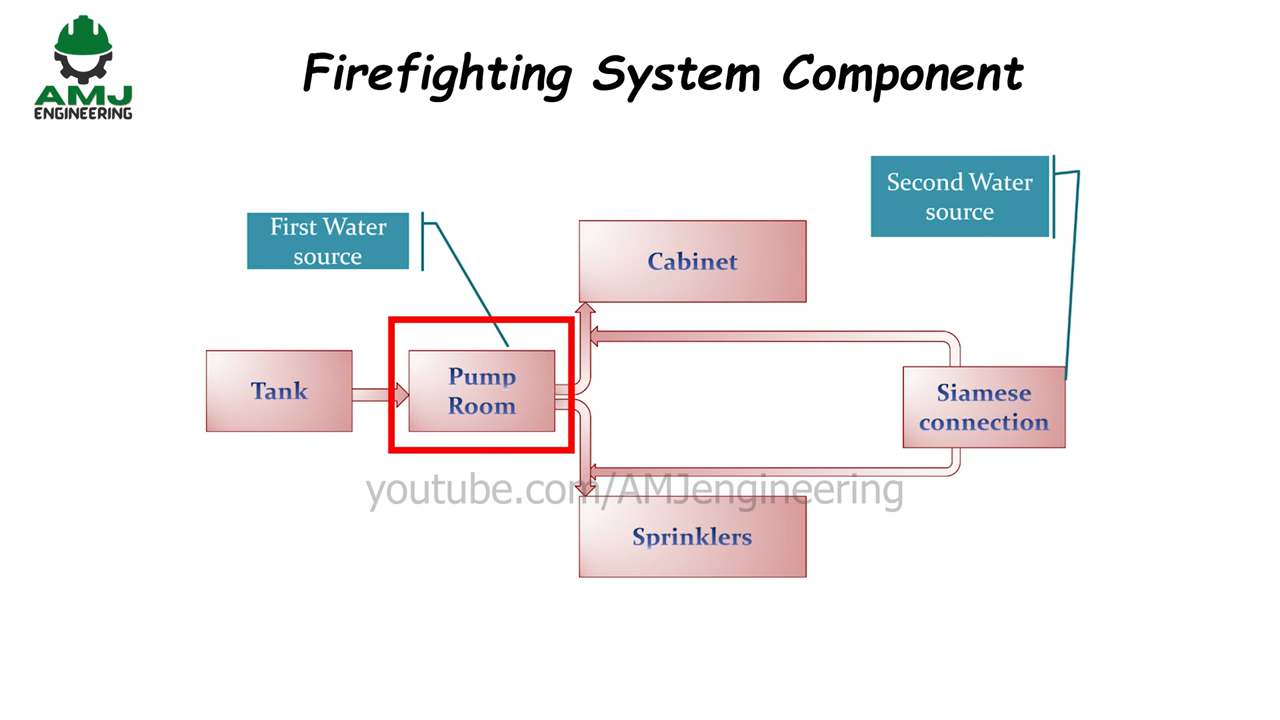 AMJ
ENGINEERING
Firefighting System Component
Second Water
source
First Water
source
Cabinet
Tank
Pump
Room
Siamese
connection
youtube.com/AMJengineering
Sprinklers